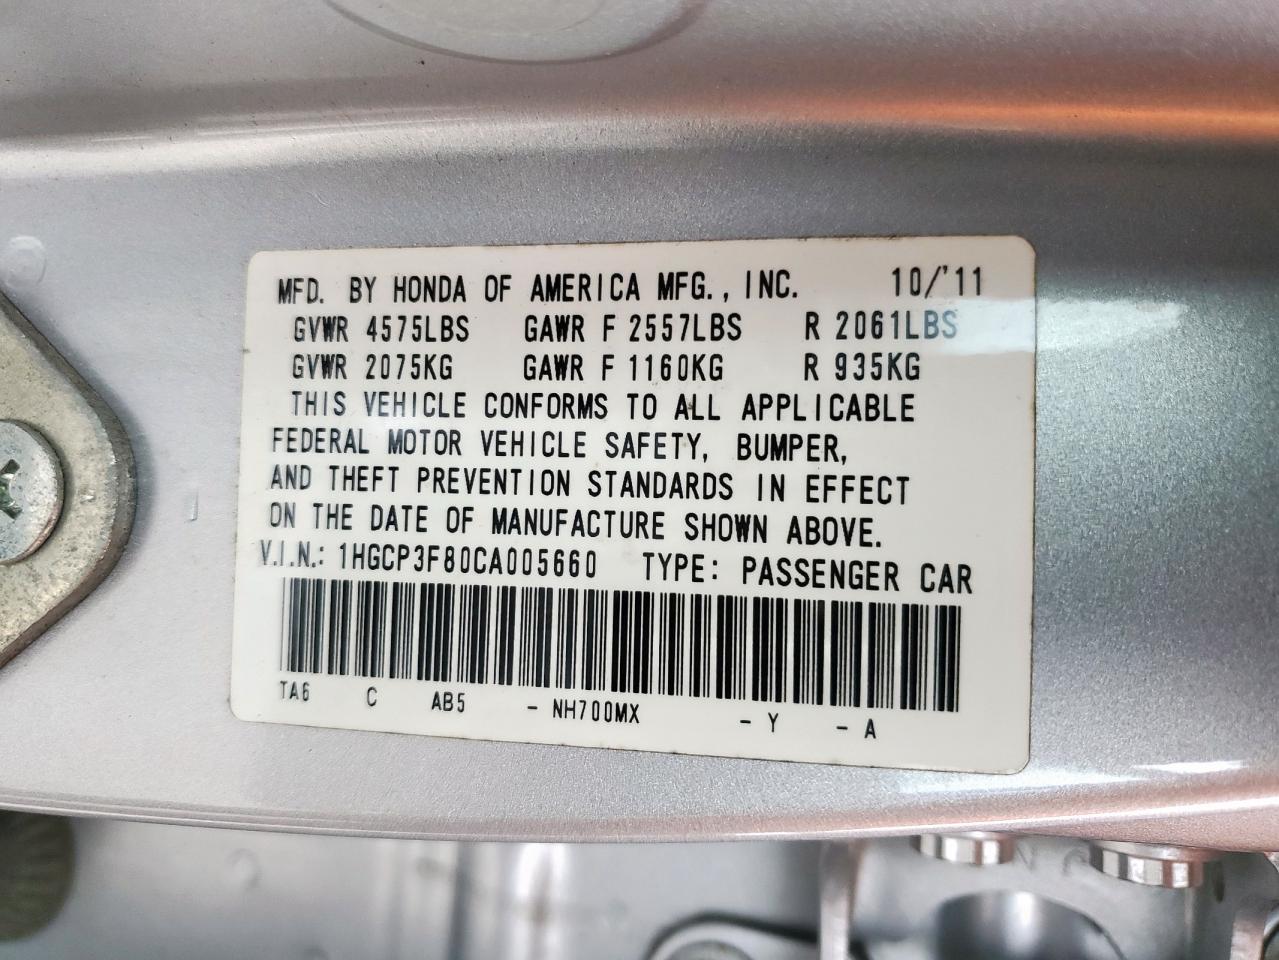 MFD. BY HONDA OF AMERICA MFG., INC. 10/'11
GVWR 4575LBS GAWR F 2557LBS R 2061LBS
GVWR 2075KG GAWR F 1160KG R 935KG
THIS VEHICLE CONFORMS TO ALL APPLICABLE
FEDERAL MOTOR VEHICLE SAFETY, BUMPER,
AND THEFT PREVENTION STANDARDS IN EFFECT
ON THE DATE OF MANUFACTURE SHOWN ABOVE.
V.I.N.: 1HGCP3F80CA005660 TYPE: PASSENGER CAR
TA6 C AB5 - NH700MX - Y - A